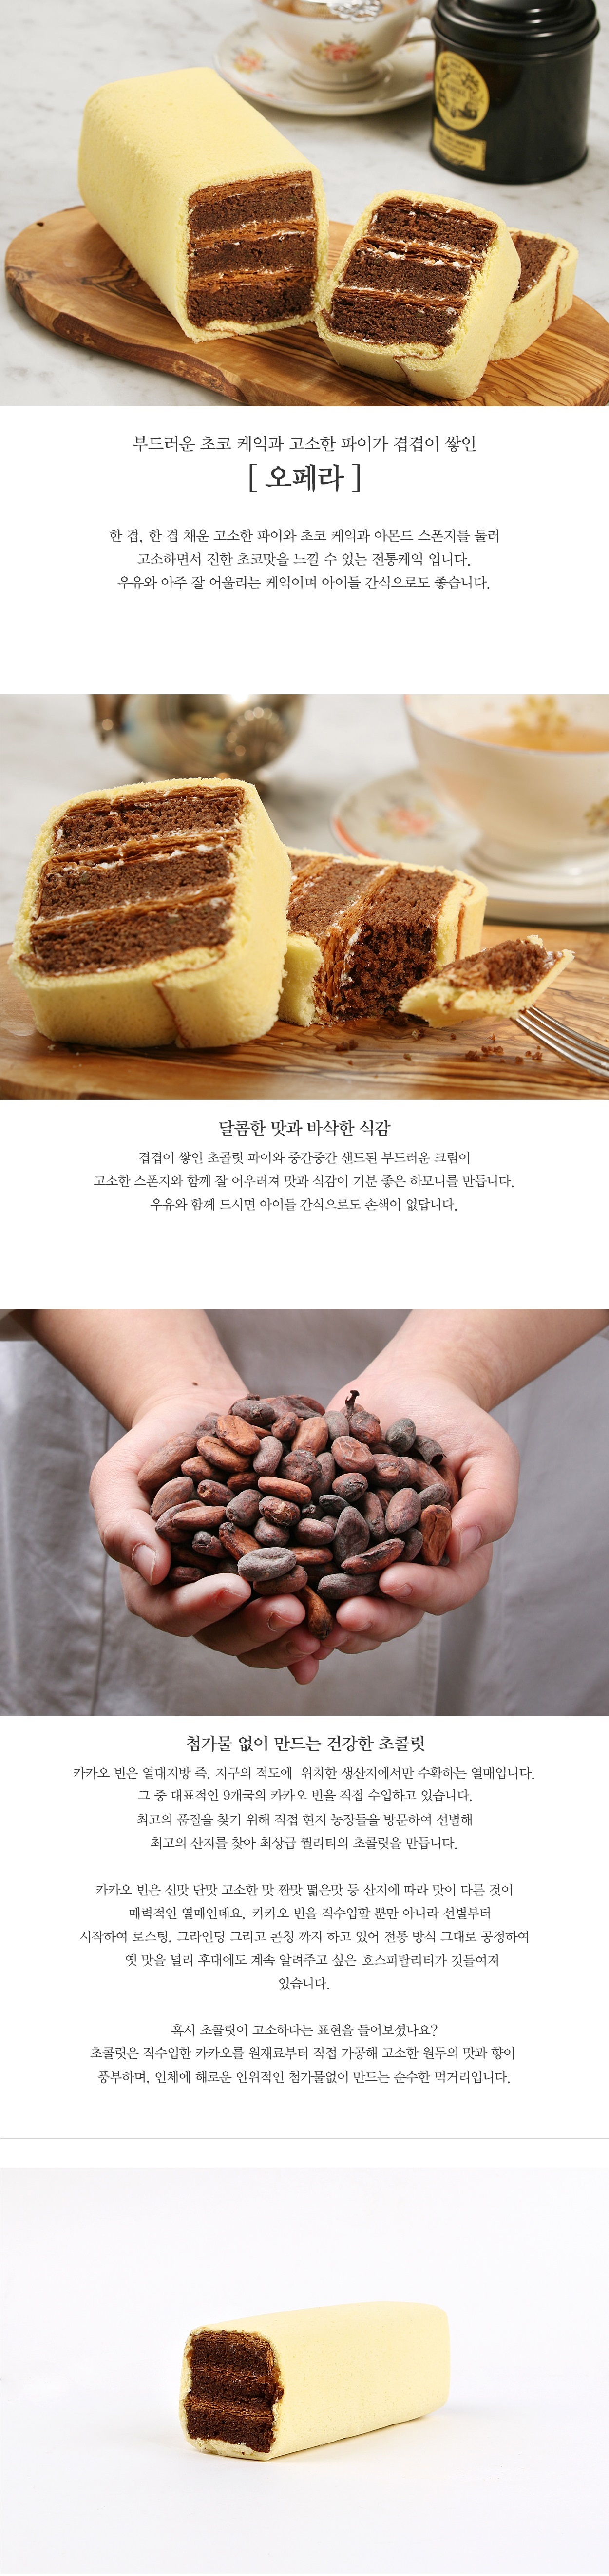 부드러운 초코 케익과 고소한 파이가 겹겹이 쌓인
[ 오페라 ]
한 겹, 한 겹 채운 고소한 파이와 초코 케익과 아몬드 스폰지를 둘러
고소하면서 진한 초코맛을 느낄 수 있는 전통케익 입니다.
우유와 아주 잘 어울리는 케익이며 아이들 간식으로도 좋습니다.
달콤한 맛과 바삭한 식감
겹겹이 쌓인 초콜릿 파이와 중간중간 샌드된 부드러운 크림이
고소한 스폰지와 함께 잘 어우러져 맛과 식감이 기분 좋은 하모니를 만듭니다.
우유와 함께 드시면 아이들 간식으로도 손색이 없답니다.
첨가물 없이 만드는 건강한 초콜릿
카카오 빈은 열대지방 즉, 지구의 적도에 위치한 생산지에서만 수확하는 열매입니다.
그 중 대표적인 9개국의 카카오 빈을 직접 수입하고 있습니다.
최고의 품질을 찾기 위해 직접 현지 농장들을 방문하여 선별해
최고의 산지를 찾아 최상급 퀄리티의 초콜릿을 만듭니다.
카카오 빈은 신맛 단맛 고소한 맛 짠맛 떫은맛 등 산지에 따라 맛이 다른 것이
매력적인 열매인데요, 카카오 빈을 직수입할 뿐만 아니라 선별부터
시작하여 로스팅, 그라인딩 그리고 콘칭 까지 하고 있어 전통 방식 그대로 공정하여
옛 맛을 널리 후대에도 계속 알려주고 싶은 호스피탈리티가 깃들여져
있습니다.
혹시 초콜릿이 고소하다는 표현을 들어보셨나요?
초콜릿은 직수입한 카카오를 원재료부터 직접 가공해 고소한 원두의 맛과 향이
풍부하며, 인체에 해로운 인위적인 첨가물없이 만드는 순수한 먹거리입니다.